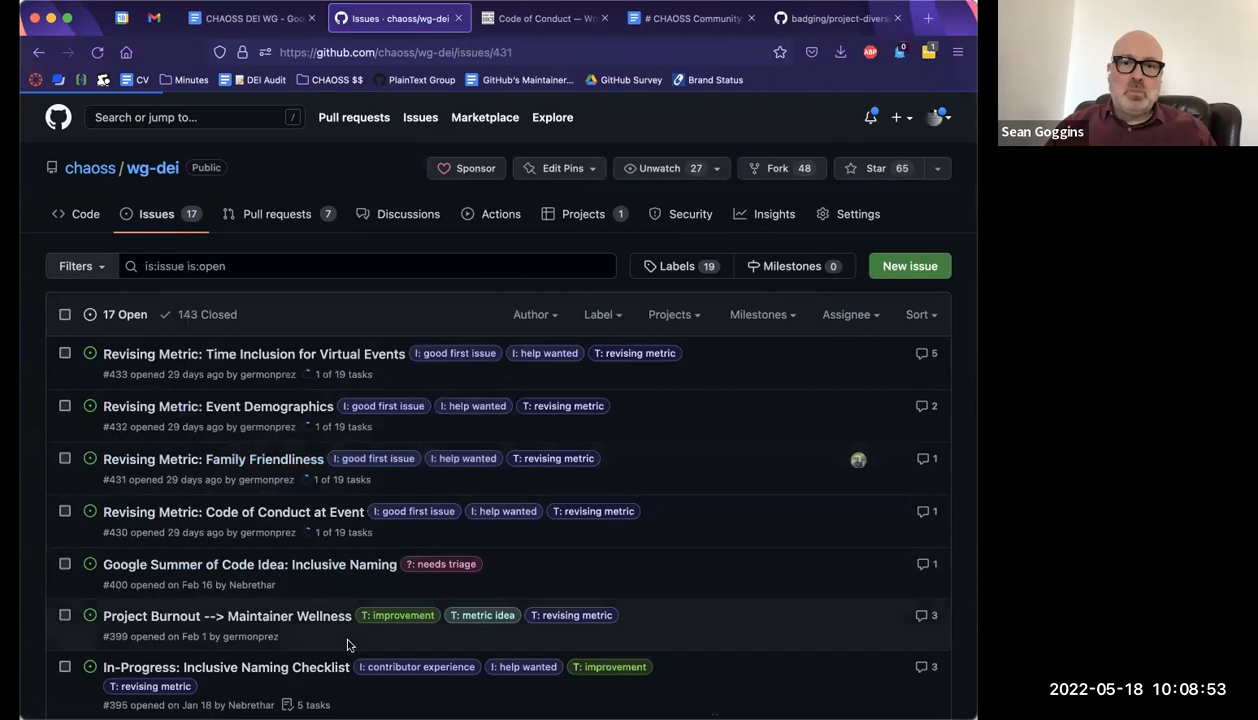 CHAOSS DEI WG - Goo
Issues · chaoss/wg-dei
Code of Conduct — W
# CHAOSS Community
badging/project-divers
https://github.com/chaoss/wg-dei/issues/431
ABP
0
1
CV
Minutes
DEI Audit
CHAOSS $$
PlainText Group
GitHub's Maintainer...
GitHub Survey
Brand Status
Search or jump to...
/
Pull requests
Issues
Marketplace
Explore
chaoss / wg-dei
Public
Sponsor
Edit Pins
Unwatch 27
Fork 48
Star 65
Code
Issues 17
Pull requests 7
Discussions
Actions
Projects 1
Security
Insights
Settings
Filters
is:issue is:open
Labels 19
Milestones 0
New issue
17 Open
143 Closed
Author
Label
Projects
Milestones
Assignee
Sort
Revising Metric: Time Inclusion for Virtual Events I: good first issue I: help wanted T: revising metric 5
#433 opened 29 days ago by germonprez 1 of 19 tasks
Revising Metric: Event Demographics I: good first issue I: help wanted T: revising metric 2
#432 opened 29 days ago by germonprez 1 of 19 tasks
Revising Metric: Family Friendliness I: good first issue I: help wanted T: revising metric 1
#431 opened 29 days ago by germonprez 1 of 19 tasks
Revising Metric: Code of Conduct at Event I: good first issue I: help wanted T: revising metric 1
#430 opened 29 days ago by germonprez 1 of 19 tasks
Google Summer of Code Idea: Inclusive Naming ?: needs triage 1
#400 opened on Feb 16 by Nebrethar
Project Burnout --> Maintainer Wellness T: improvement T: metric idea T: revising metric 3
#399 opened on Feb 1 by germonprez
In-Progress: Inclusive Naming Checklist I: contributor experience I: help wanted T: improvement 3
T: revising metric
#395 opened on Jan 18 by Nebrethar 5 tasks
Sean Goggins
2022-05-18 10:08:53